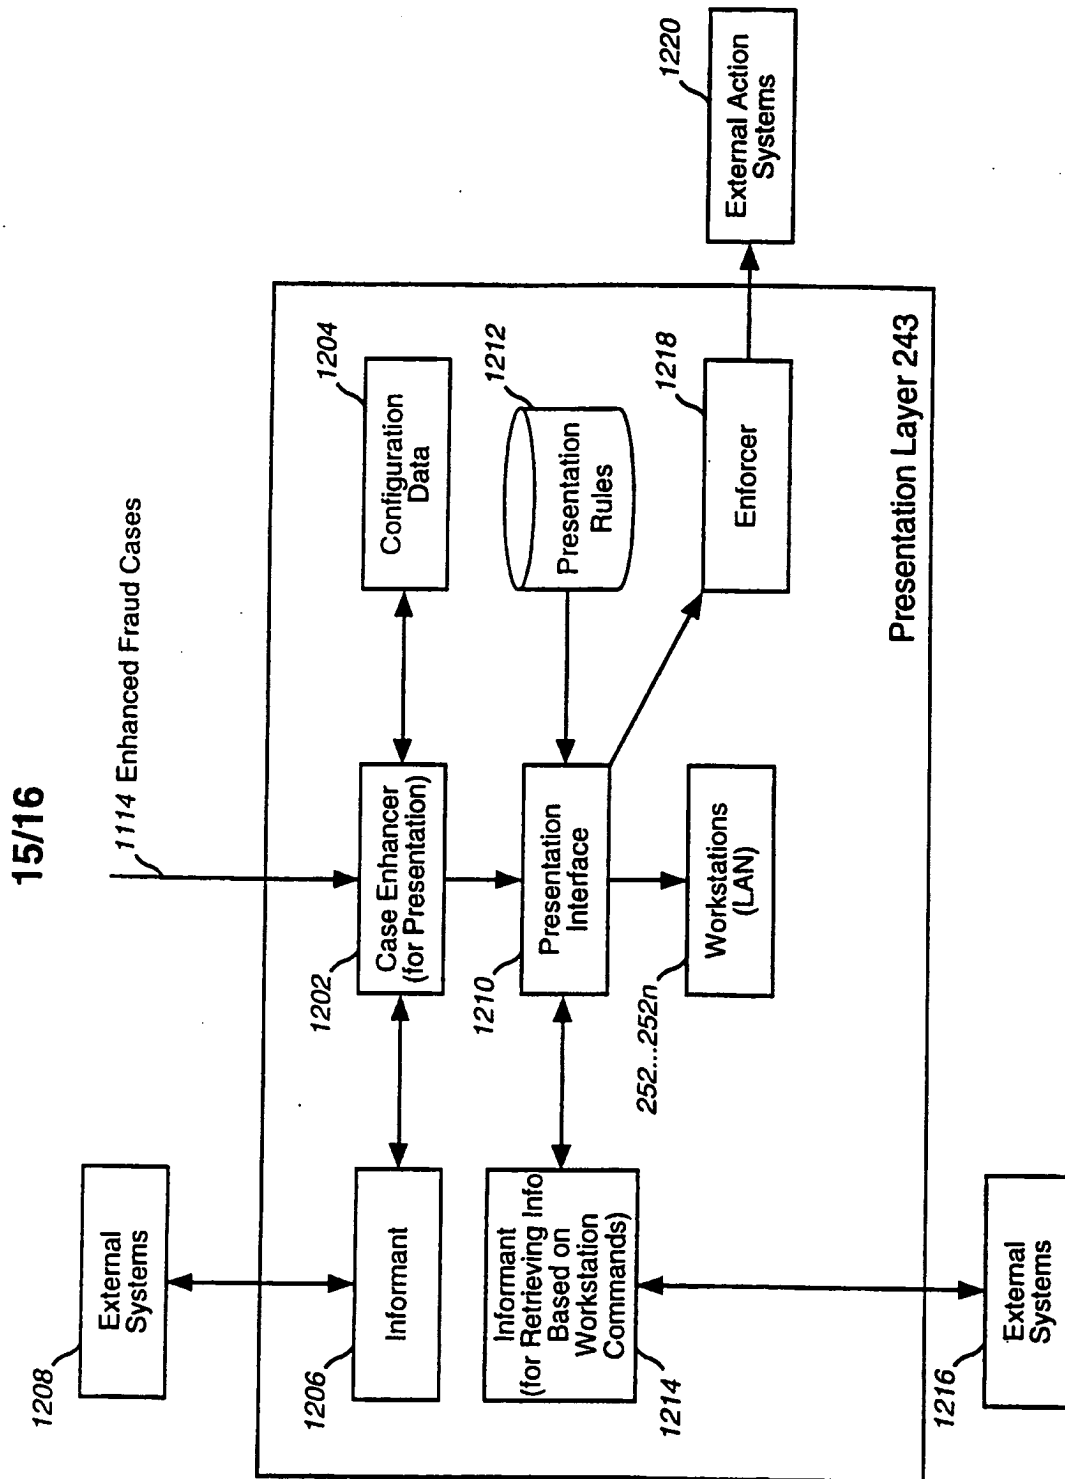 15/16
1114 Enhanced Fraud Cases
1208
External
Systems
1206
Informant
1202
Case Enhancer
(for Presentation)
1204
Configuration
Data
1214
Informant
(for Retrieving Info
Based on
Workstation
Commands)
1210
Presentation
Interface
1212
Presentation
Rules
252...252n
Workstations
(LAN)
1218
Enforcer
1220
External Action
Systems
Presentation Layer 243
1216
External
Systems